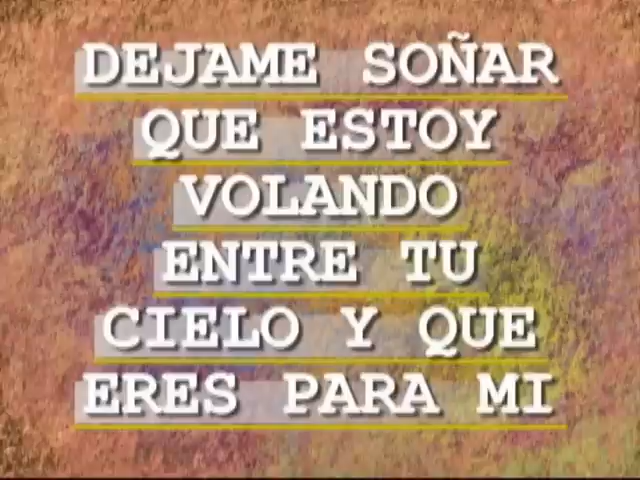 DEJAME SOÑAR
QUE ESTOY
VOLANDO
ENTRE TU
CIELO Y QUE
ERES PARA MI